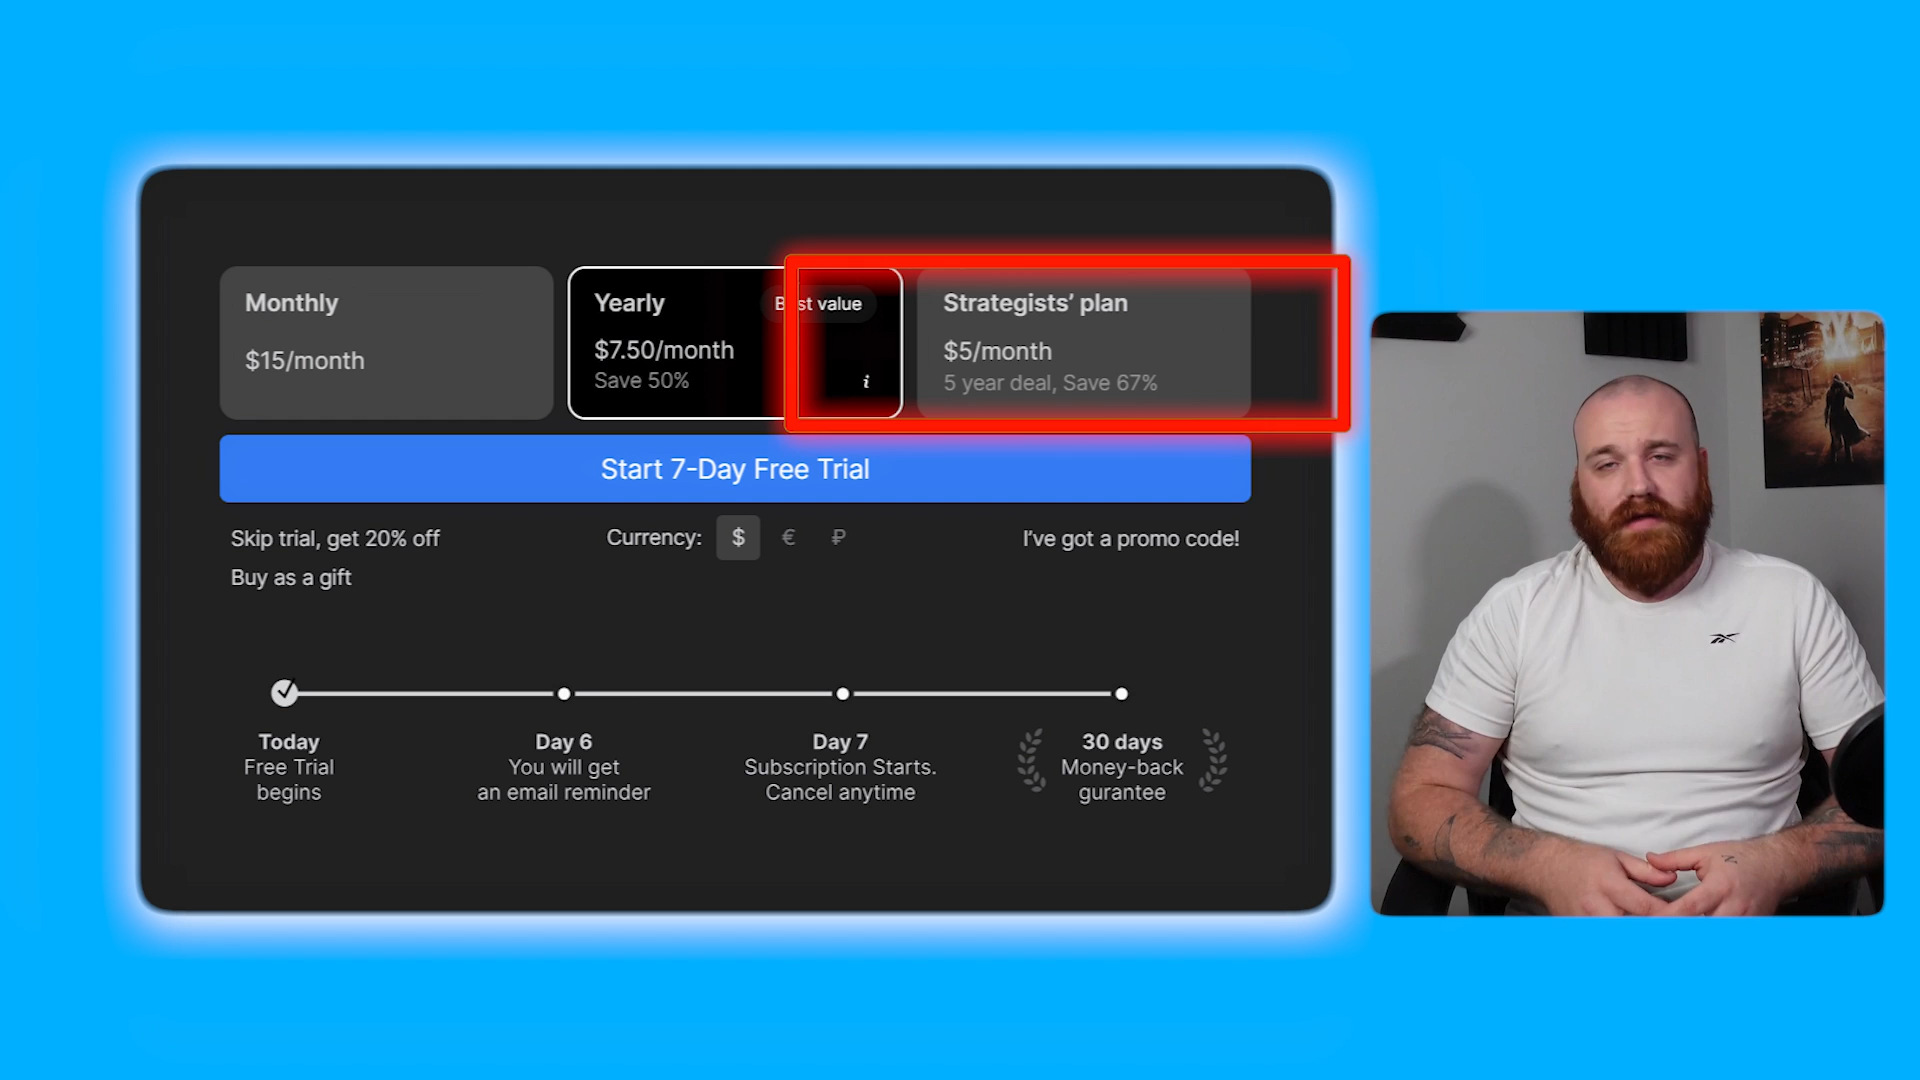 Monthly
$15/month
Yearly
Best value
$7.50/month
Save 50%
i
Strategists’ plan
$5/month
5 year deal, Save 67%
Start 7-Day Free Trial
Skip trial, get 20% off
Buy as a gift
Currency: $ € ₽
I’ve got a promo code!
Today
Free Trial
begins
Day 6
You will get
an email reminder
Day 7
Subscription Starts.
Cancel anytime
30 days
Money-back
gurantee